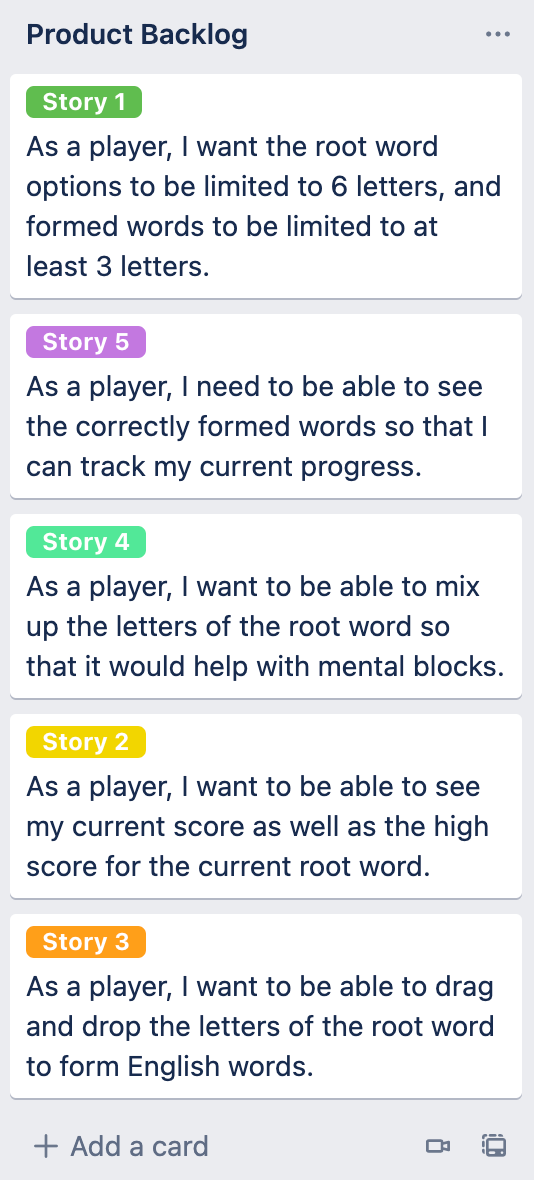 Product Backlog
Story 1
As a player, I want the root word
options to be limited to 6 letters, and
formed words to be limited to at
least 3 letters.
Story 5
As a player, I need to be able to see
the correctly formed words so that I
can track my current progress.
Story 4
As a player, I want to be able to mix
up the letters of the root word so
that it would help with mental blocks.
Story 2
As a player, I want to be able to see
my current score as well as the high
score for the current root word.
Story 3
As a player, I want to be able to drag
and drop the letters of the root word
to form English words.
Add a card